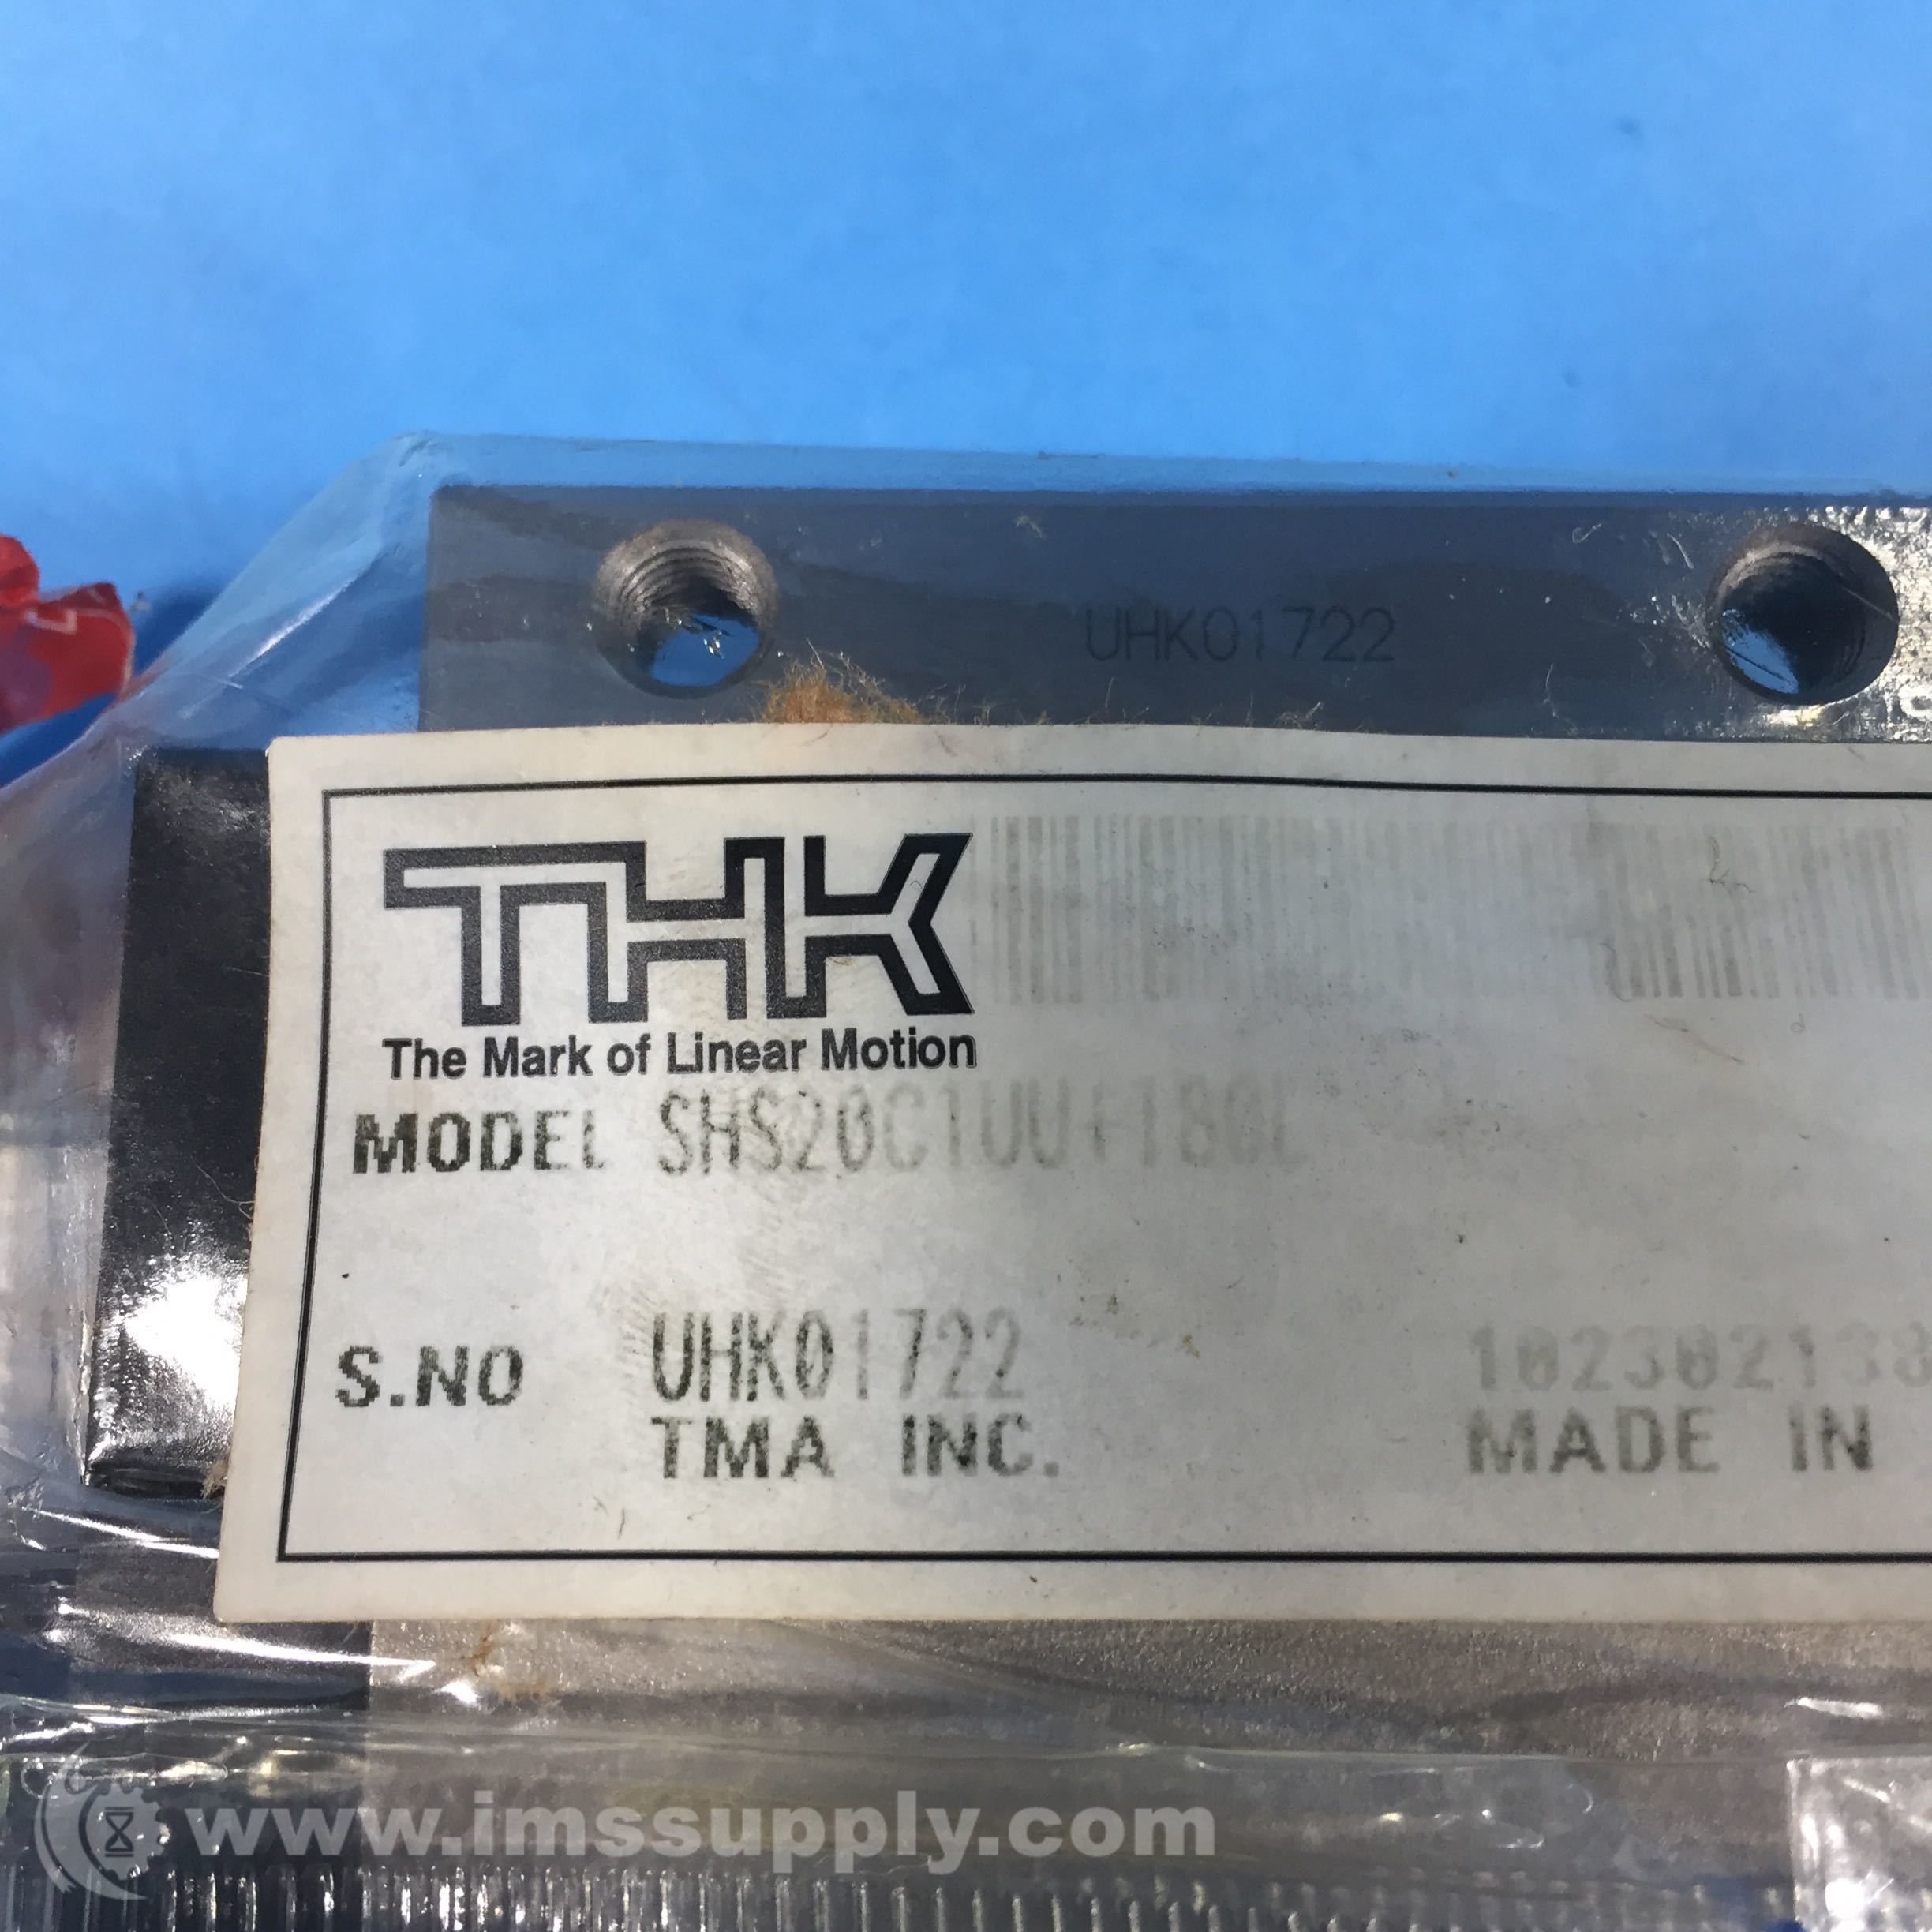 UHK01722
THK
The Mark of Linear Motion
MODEL SHS20C1UU+180L
S.NO UHK01722 102302138
TMA INC. MADE IN
www.imssupply.com